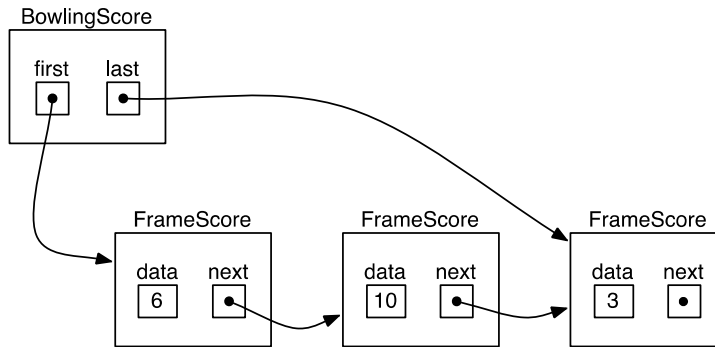 BowlingScore
first last
FrameScore FrameScore FrameScore
data next data next data next
6 10 3